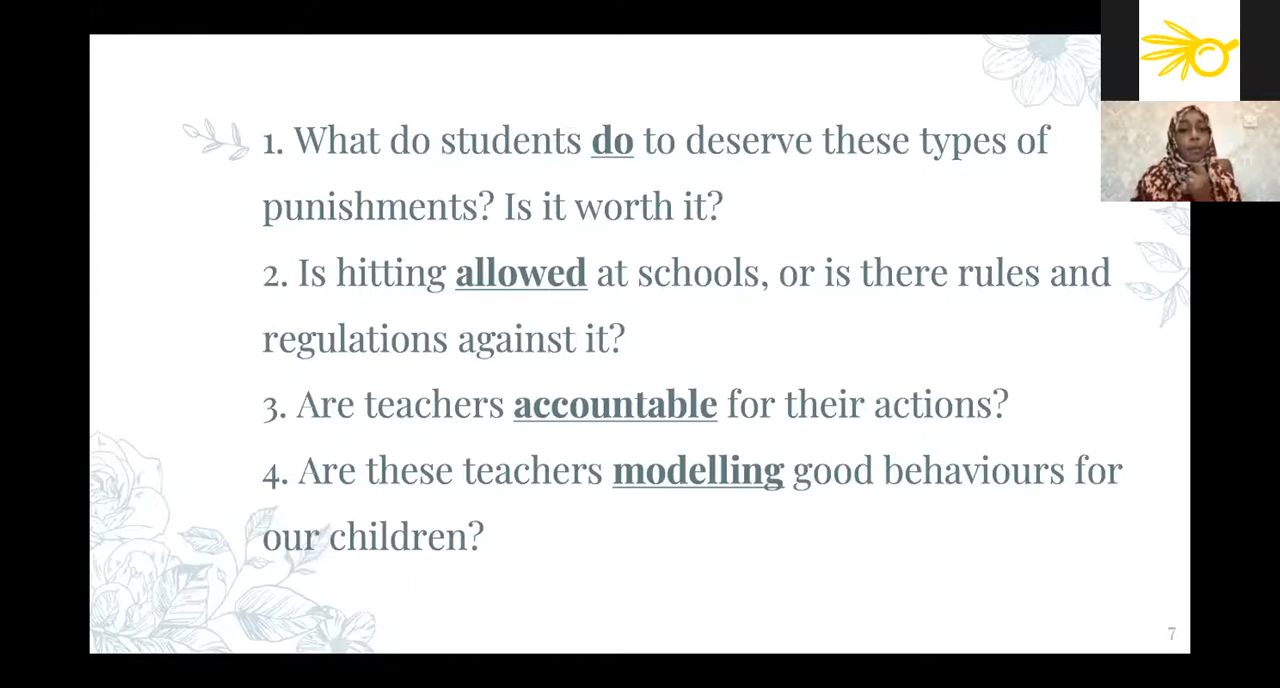 1. What do students do to deserve these types of
punishments? Is it worth it?
2. Is hitting allowed at schools, or is there rules and
regulations against it?
3. Are teachers accountable for their actions?
4. Are these teachers modelling good behaviours for
our children?
7